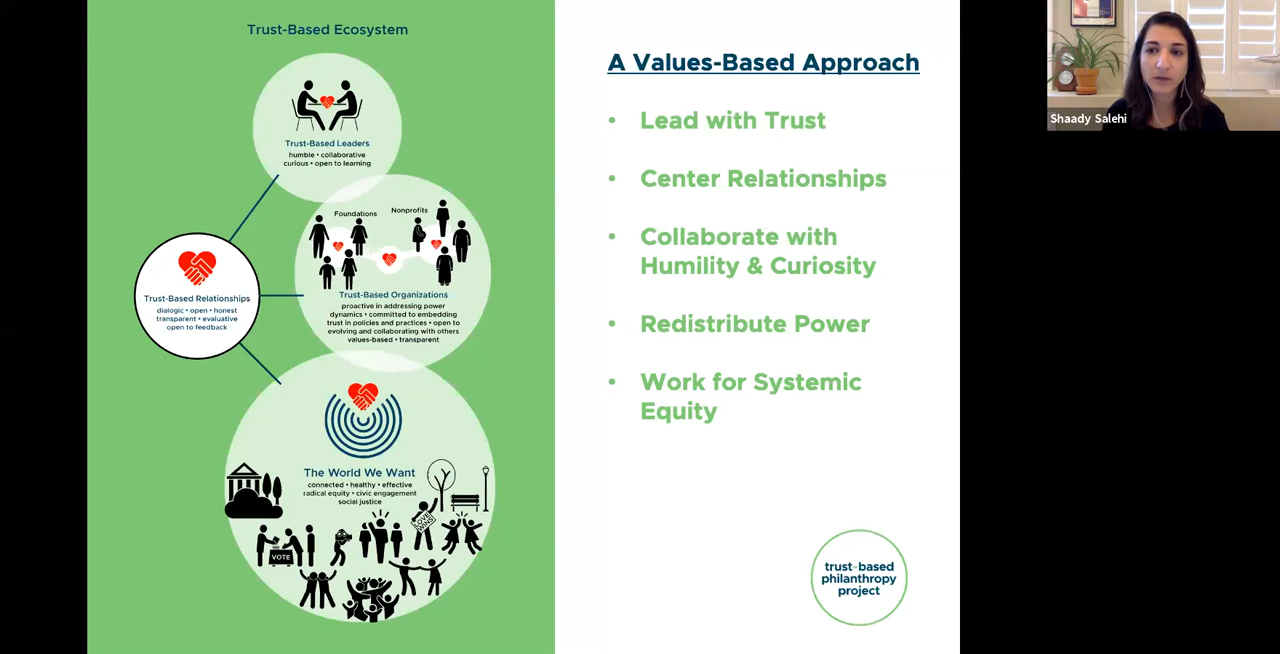 Trust-Based Ecosystem
Trust-Based Leaders
humble • collaborative
curious • open to learning
Foundations
Nonprofits
Trust-Based Relationships
dialogic • open • honest
transparent • evaluative
open to feedback
Trust-Based Organizations
proactive in addressing power
dynamics • committed to embedding
trust in policies and practices • open to
evolving and collaborating with others
values-based • transparent
The World We Want
connected • healthy • effective
radical equity • civic engagement
social justice
LOVE
WINS
VOTE
A Values-Based Approach
• Lead with Trust
• Center Relationships
• Collaborate with
Humility & Curiosity
• Redistribute Power
• Work for Systemic
Equity
trust-based
philanthropy
project
Shaady Salehi